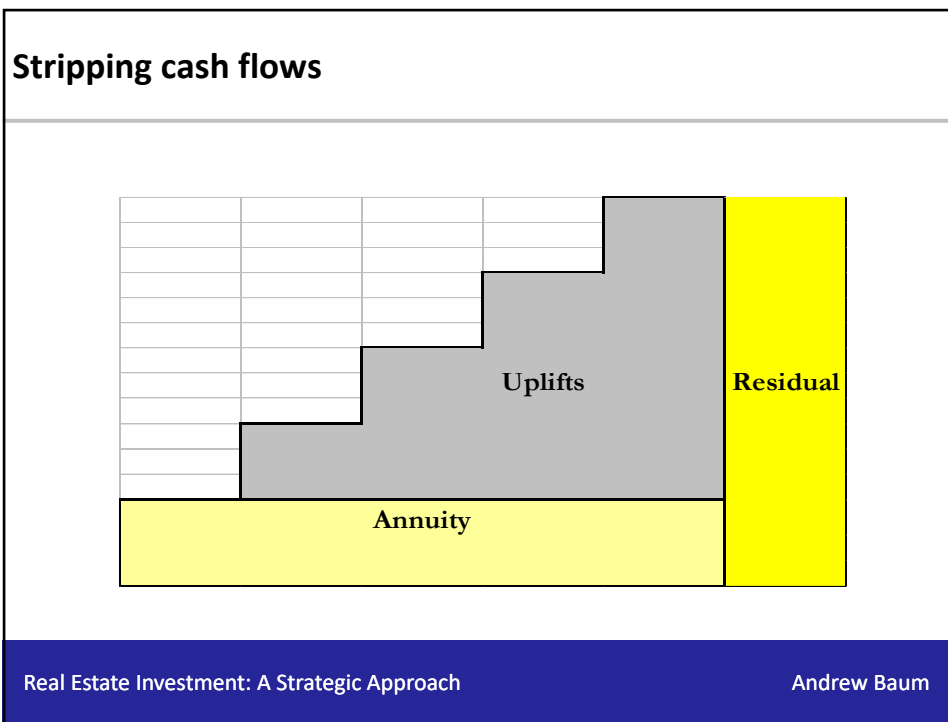 Stripping cash flows
Uplifts
Residual
Annuity
Real Estate Investment: A Strategic Approach
Andrew Baum